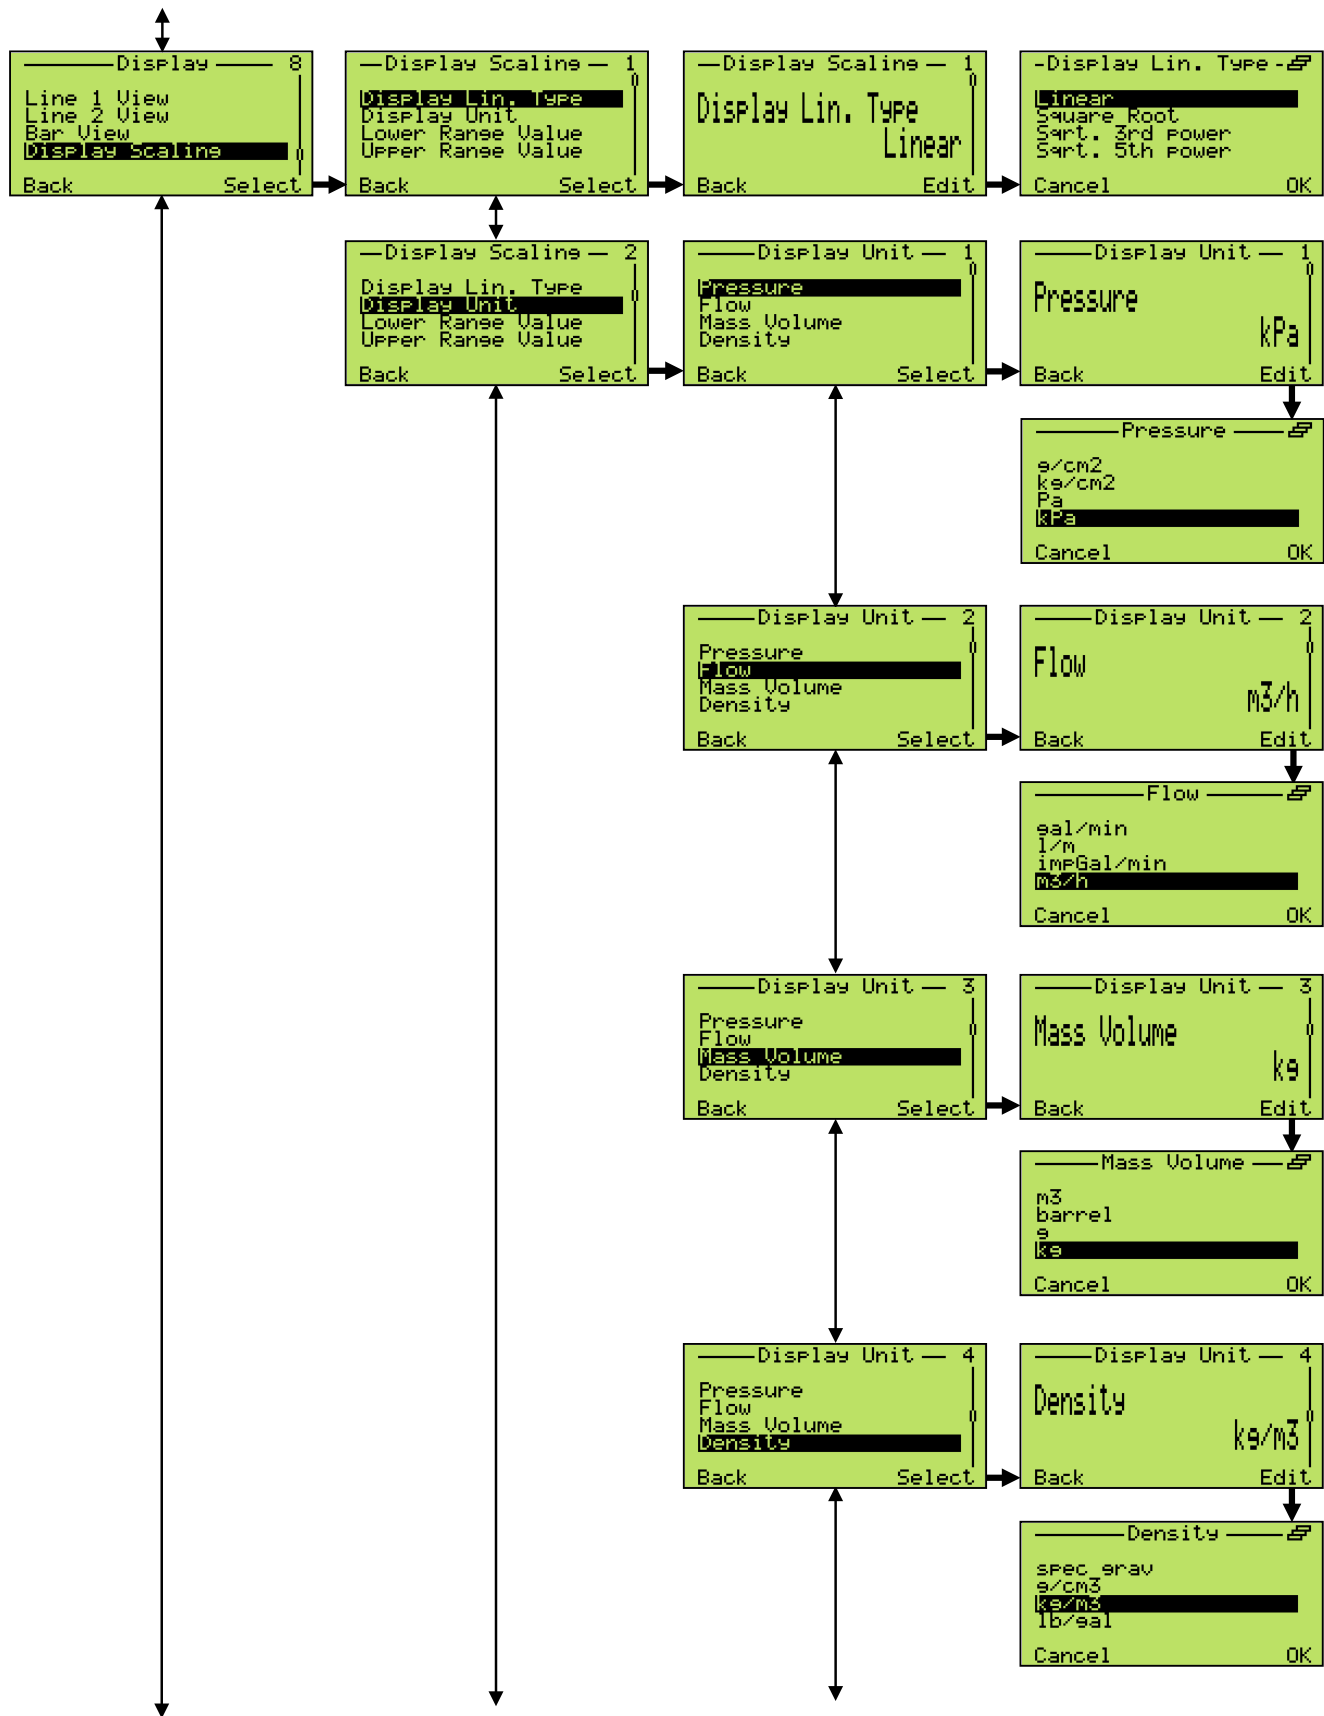 Display 8
Line 1 View
Line 2 View
Bar View
Display Scaling
Back Select
Display Scaling 1
Display Lin. Type
Display Unit
Lower Range Value
Upper Range Value
Back Select
Display Scaling 1
Display Lin. Type
Linear
Back Edit
-Display Lin. Type-
Linear
Square Root
Sqrt. 3rd power
Sqrt. 5th power
Cancel OK
Display Scaling 2
Display Lin. Type
Display Unit
Lower Range Value
Upper Range Value
Back Select
Display Unit 1
Pressure
Flow
Mass Volume
Density
Back Select
Display Unit 1
Pressure
kPa
Back Edit
Pressure
g/cm2
kg/cm2
Pa
kPa
Cancel OK
Display Unit 2
Pressure
Flow
Mass Volume
Density
Back Select
Display Unit 2
Flow
m3/h
Back Edit
Flow
gal/min
l/m
impGal/min
m3/h
Cancel OK
Display Unit 3
Pressure
Flow
Mass Volume
Density
Back Select
Display Unit 3
Mass Volume
kg
Back Edit
Mass Volume
m3
barrel
g
kg
Cancel OK
Display Unit 4
Pressure
Flow
Mass Volume
Density
Back Select
Display Unit 4
Density
kg/m3
Back Edit
Density
spec_grav
g/cm3
kg/m3
lb/gal
Cancel OK